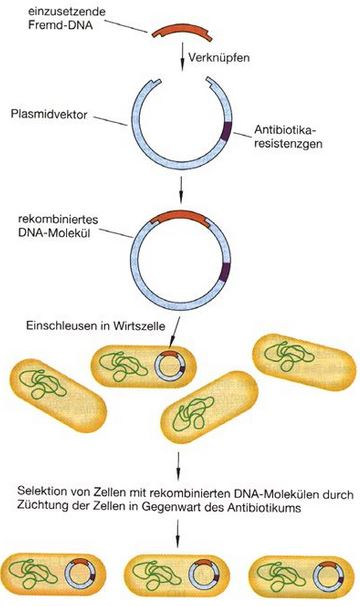 einzusetzende
Fremd-DNA
Verknüpfen
Plasmidvektor
Antibiotika-
resistenzgen
rekombiniertes
DNA-Molekül
Einschleusen in Wirtszelle
Selektion von Zellen mit rekombinierten DNA-Molekülen durch
Züchtung der Zellen in Gegenwart des Antibiotikums